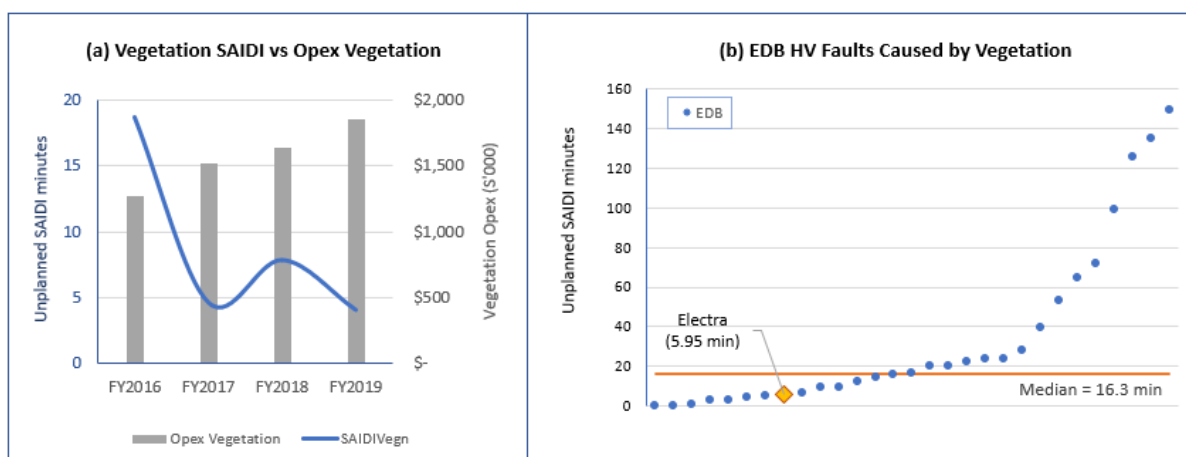 (a) Vegetation SAIDI vs Opex Vegetation
Unplanned SAIDI minutes
20
15
10
5
0
$2,000
$1,500
$1,000
$500
$-
Vegetation Opex ($'000)
FY2016 FY2017 FY2018 FY2019
Opex Vegetation SAIDIVegn
(b) EDB HV Faults Caused by Vegetation
Unplanned SAIDI minutes
160
140
120
100
80
60
40
20
0
EDB
Electra
(5.95 min)
Median = 16.3 min